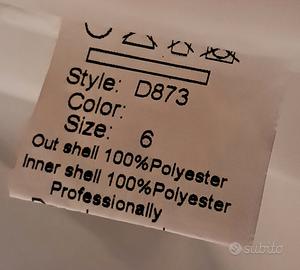 Style: D873
Color:
Size: 6
Out shell 100%Polyester
Inner shell 100%Polyester
Professionally
subito